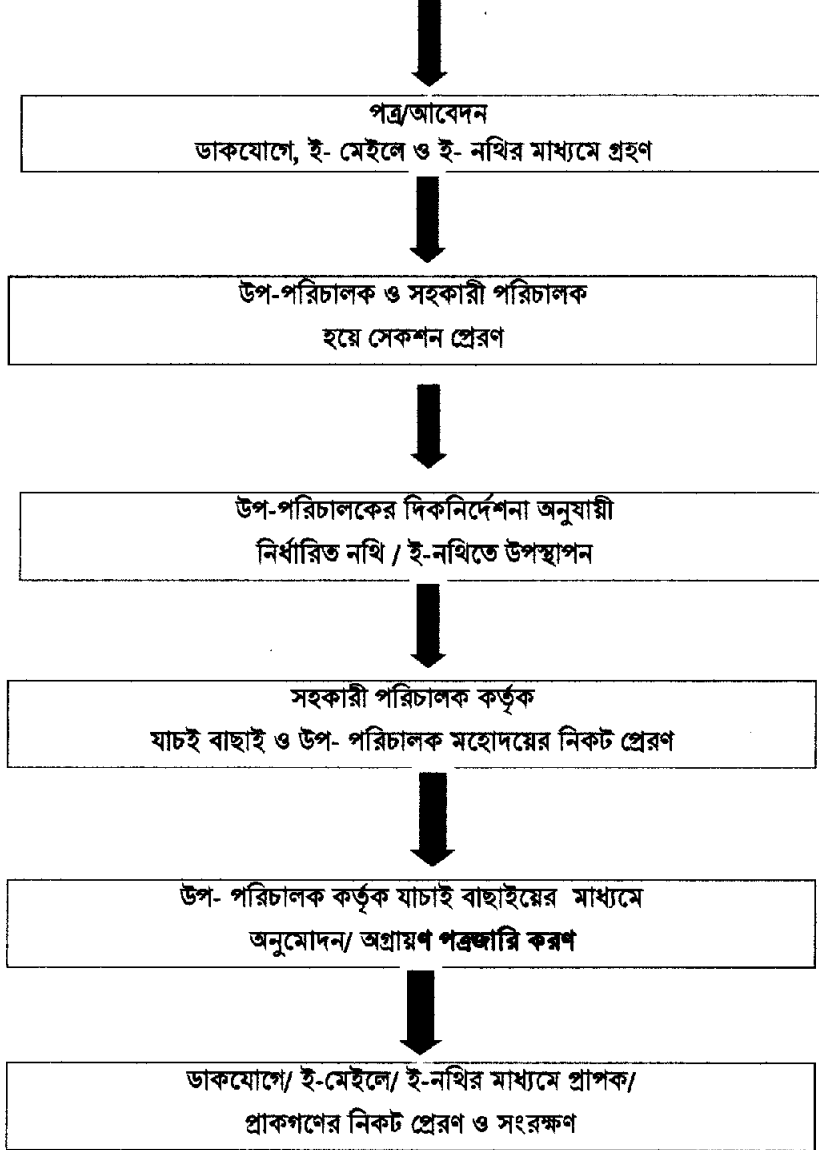 পত্র/আবেদন
ডাকযোগে, ই- মেইলে ও ই- নথির মাধ্যমে গ্রহণ
উপ-পরিচালক ও সহকারী পরিচালক
হয়ে সেকশন প্রেরণ
উপ-পরিচালকের দিকনির্দেশনা অনুযায়ী
নির্ধারিত নথি / ই-নথিতে উপস্থাপন
সহকারী পরিচালক কর্তৃক
যাচই বাছাই ও উপ- পরিচালক মহোদয়ের নিকট প্রেরণ
উপ- পরিচালক কর্তৃক যাচাই বাছাইয়ের মাধ্যমে
অনুমোদন/ অগ্রায়ণ পত্রজারি করণ
ডাকযোগে/ ই-মেইলে/ ই-নথির মাধ্যমে প্রাপক/
প্রাকগণের নিকট প্রেরণ ও সংরক্ষণ